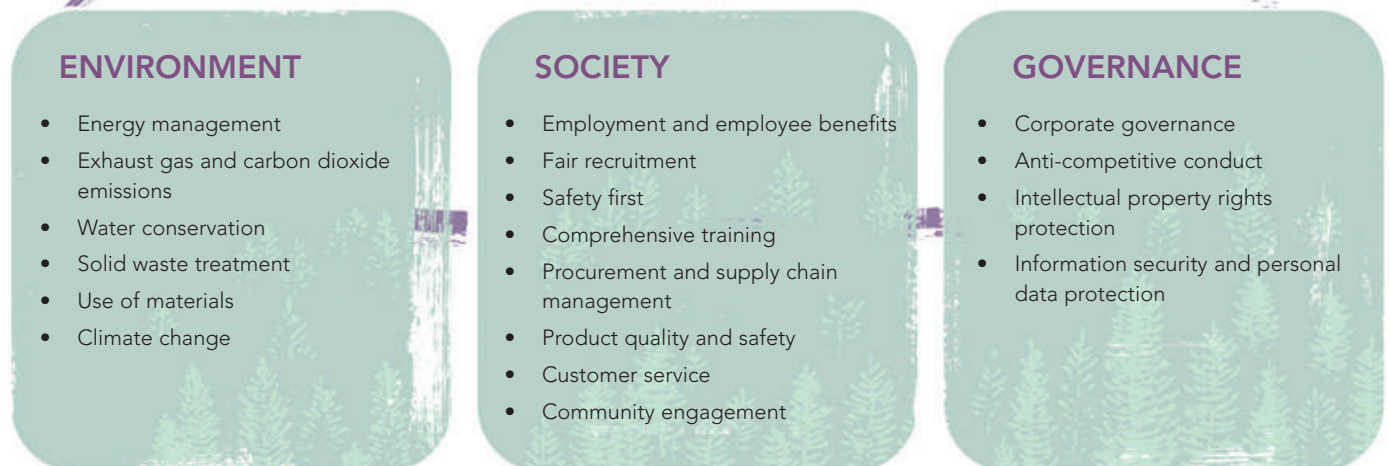 ENVIRONMENT
• Energy management
• Exhaust gas and carbon dioxide
emissions
• Water conservation
• Solid waste treatment
• Use of materials
• Climate change
SOCIETY
• Employment and employee benefits
• Fair recruitment
• Safety first
• Comprehensive training
• Procurement and supply chain
management
• Product quality and safety
• Customer service
• Community engagement
GOVERNANCE
• Corporate governance
• Anti-competitive conduct
• Intellectual property rights
protection
• Information security and personal
data protection